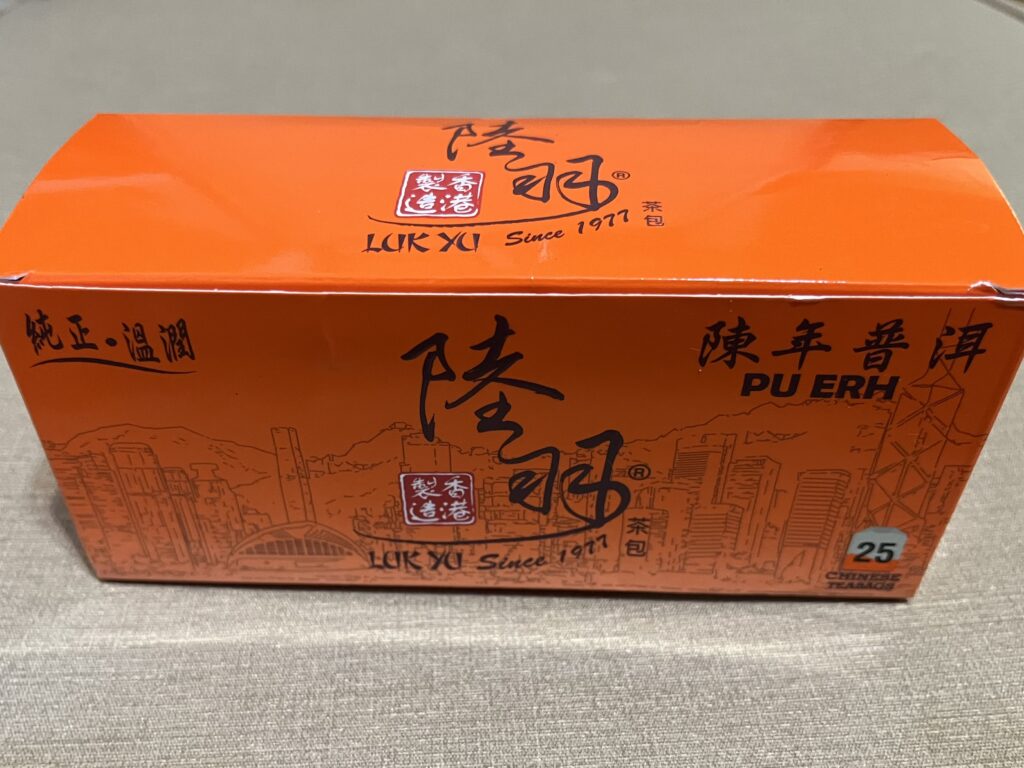 陸羽®
香港
製造
茶包
LUK YU Since 1977
純正·溫潤
陳年普洱
PU ERH
陸羽®
香港
製造
茶包
LUK YU Since 1977
25
CHINESE
TEABAGS